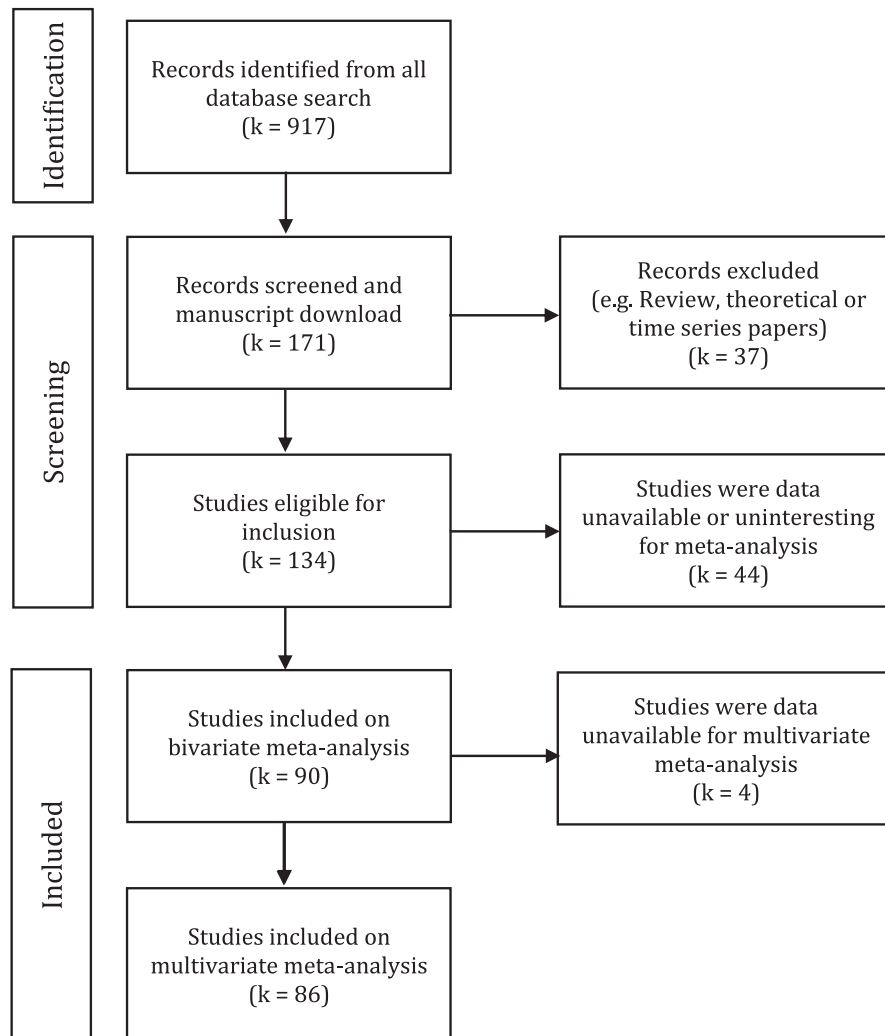 Identification
Records identified from all
database search
(k = 917)
Screening
Records screened and
manuscript download
(k = 171)
Records excluded
(e.g. Review, theoretical or
time series papers)
(k = 37)
Studies eligible for
inclusion
(k = 134)
Studies were data
unavailable or uninteresting
for meta-analysis
(k = 44)
Included
Studies included on
bivariate meta-analysis
(k = 90)
Studies were data
unavailable for multivariate
meta-analysis
(k = 4)
Studies included on
multivariate meta-analysis
(k = 86)